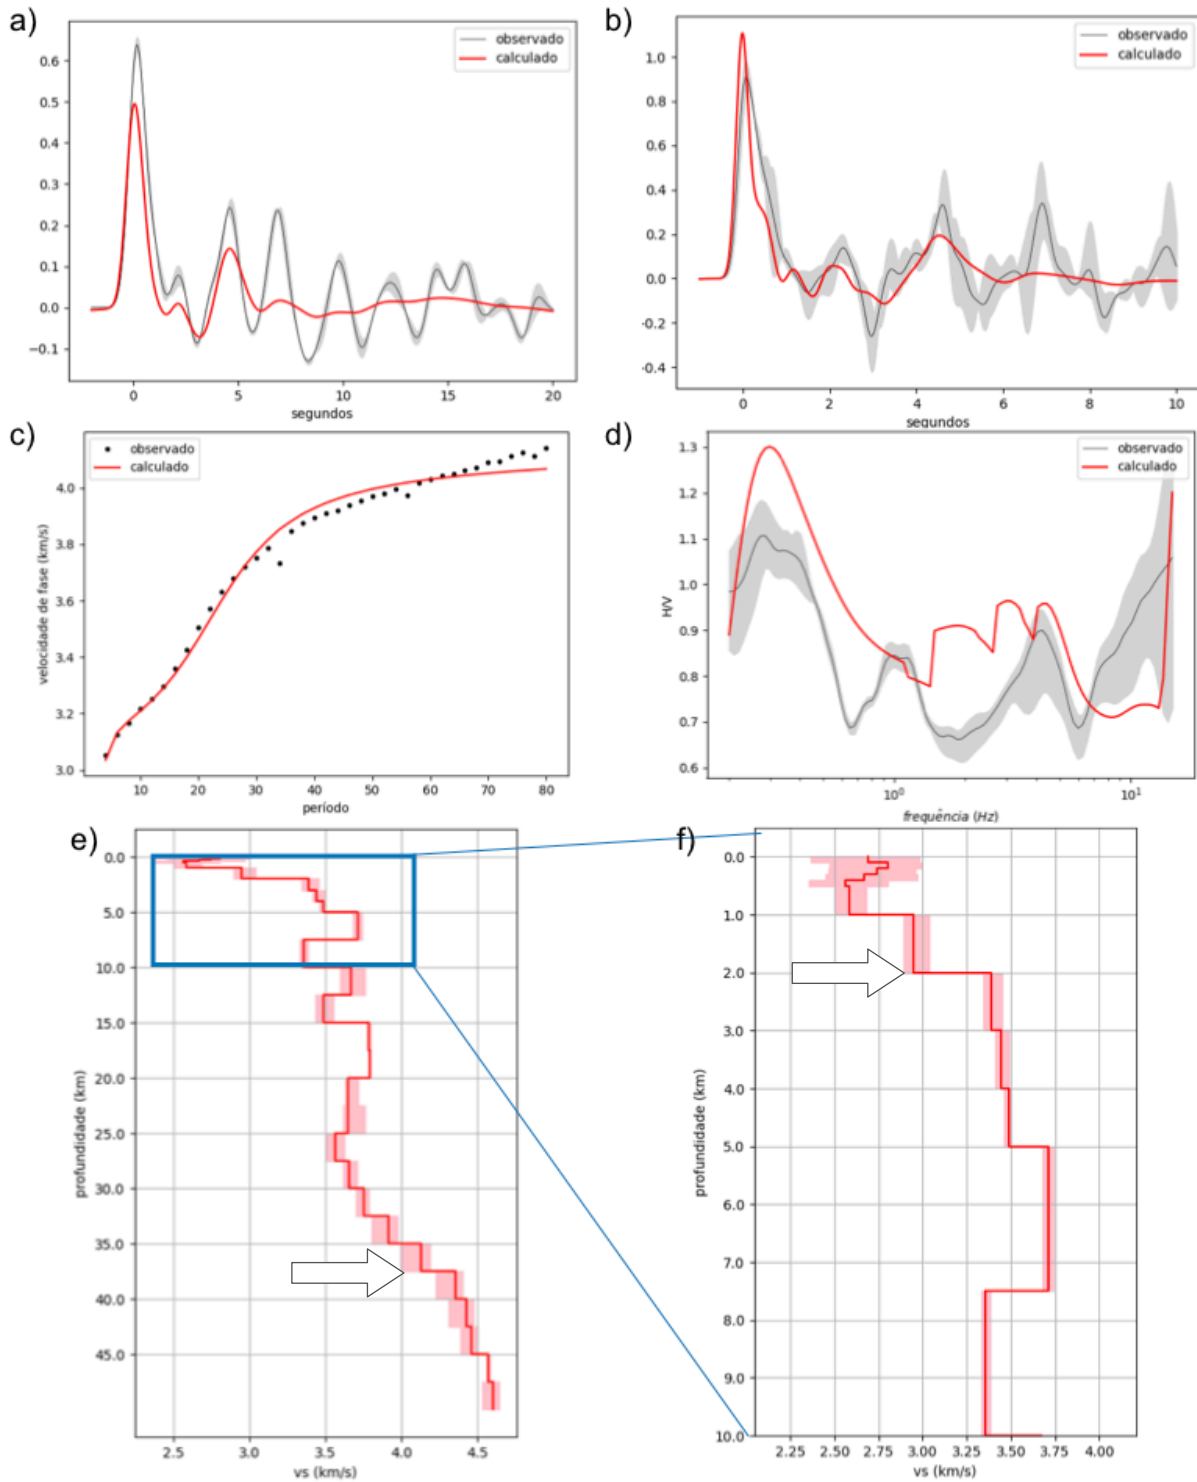 a)
observado
calculado
0.6
0.5
0.4
0.3
0.2
0.1
0.0
−0.1
0 5 10 15 20
segundos
b)
observado
calculado
1.0
0.8
0.6
0.4
0.2
0.0
-0.2
-0.4
0 2 4 6 8 10
segundos
c)
observado
calculado
velocidade de fase (km/s)
4.0
3.8
3.6
3.4
3.2
3.0
10 20 30 40 50 60 70 80
período
d)
observado
calculado
H/V
1.3
1.2
1.1
1.0
0.9
0.8
0.7
0.6
10⁰ 10¹
frequência (Hz)
e)
profundidade (km)
0.0
5.0
10.0
15.0
20.0
25.0
30.0
35.0
40.0
45.0
2.5 3.0 3.5 4.0 4.5
vs (km/s)
f)
profundidade (km)
0.0
1.0
2.0
3.0
4.0
5.0
6.0
7.0
8.0
9.0
10.0
2.25 2.50 2.75 3.00 3.25 3.50 3.75 4.00
vs (km/s)